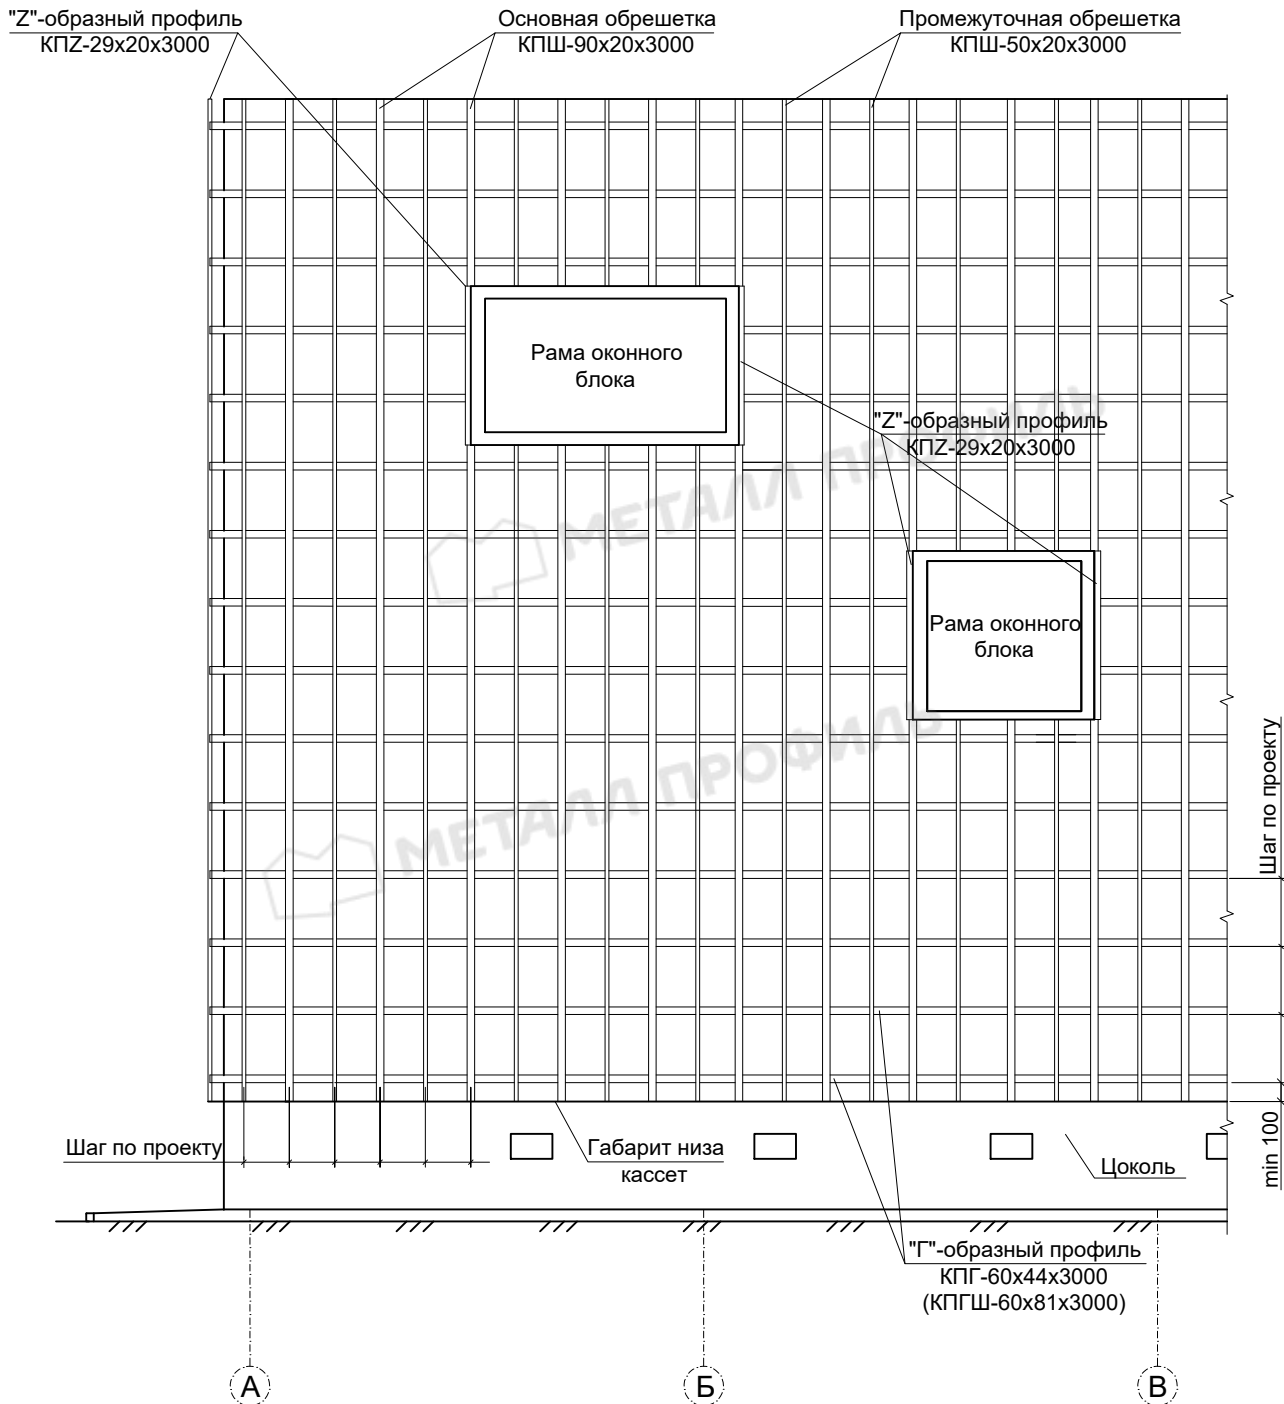 "Z"-образный профиль
КПZ-29х20х3000
Основная обрешетка
КПШ-90х20х3000
Промежуточная обрешетка
КПШ-50х20х3000
Рама оконного
блока
"Z"-образный профиль
КПZ-29х20х3000
МЕТАЛЛ ПРОФИЛЬ
Рама оконного
блока
МЕТАЛЛ ПРОФИЛЬ
Шаг по проекту
Шаг по проекту
Габарит низа
кассет
Цоколь
min 100
"Г"-образный профиль
КПГ-60х44х3000
(КПГШ-60х81х3000)
А
Б
В